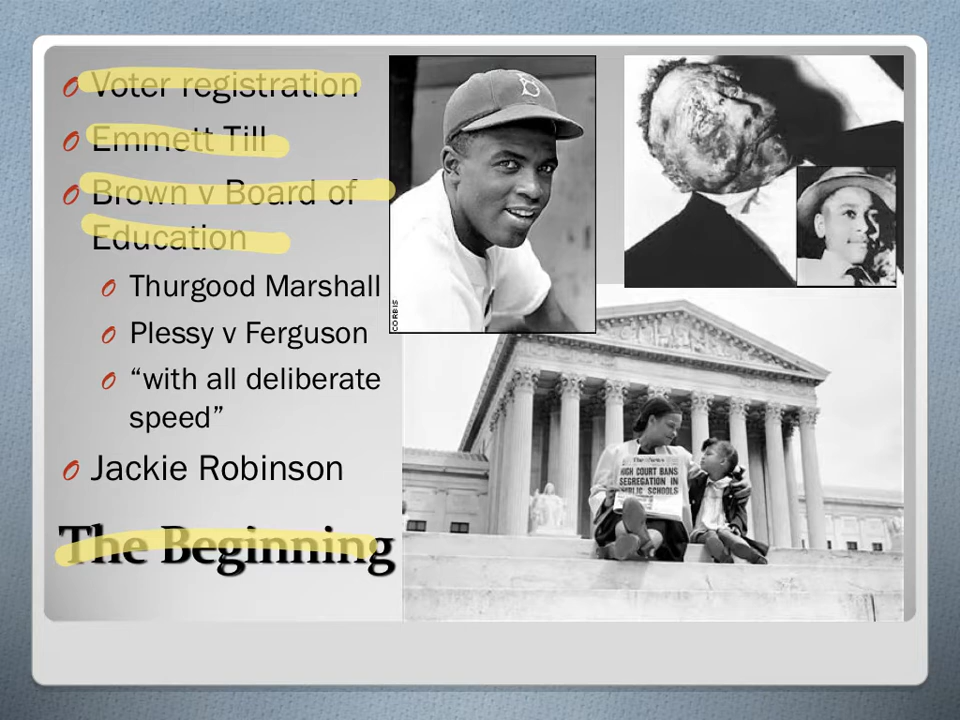 Voter registration
Emmett Till
Brown v Board of
Education
Thurgood Marshall
Plessy v Ferguson
“with all deliberate
speed”
Jackie Robinson
The Beginning
B
CORBIS
HIGH COURT BANS
SEGREGATION IN
PUBLIC SCHOOLS